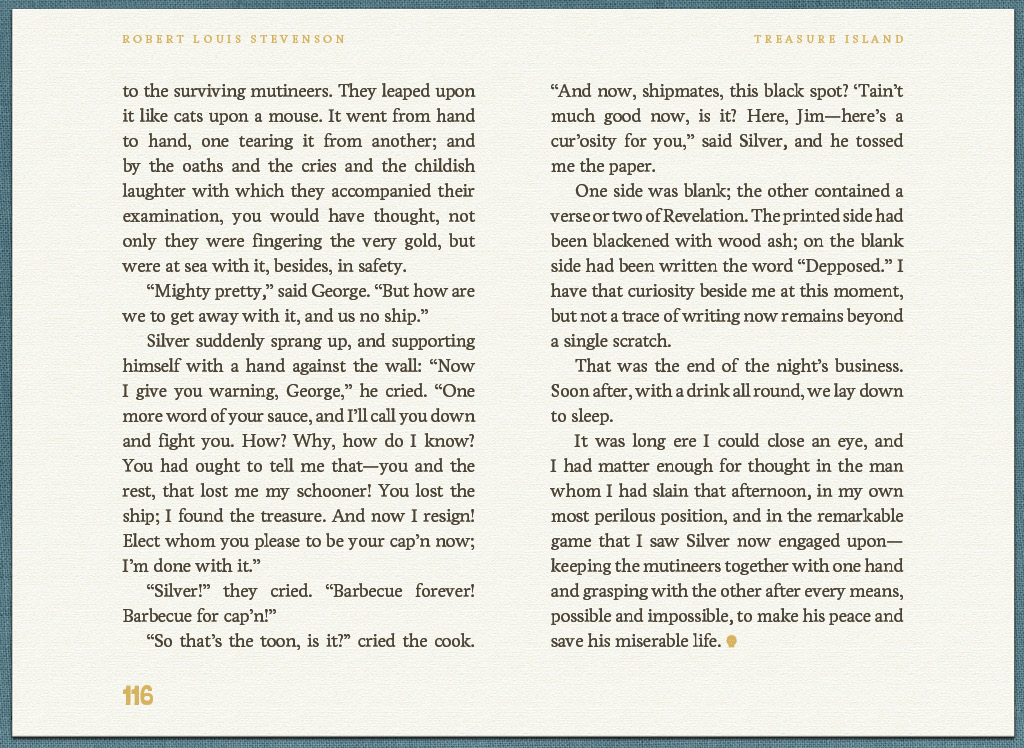 ROBERT LOUIS STEVENSON
TREASURE ISLAND
to the surviving mutineers. They leaped upon
it like cats upon a mouse. It went from hand
to hand, one tearing it from another; and
by the oaths and the cries and the childish
laughter with which they accompanied their
examination, you would have thought, not
only they were fingering the very gold, but
were at sea with it, besides, in safety.
“Mighty pretty,” said George. “But how are
we to get away with it, and us no ship.”
Silver suddenly sprang up, and supporting
himself with a hand against the wall: “Now
I give you warning, George,” he cried. “One
more word of your sauce, and I’ll call you down
and fight you. How? Why, how do I know?
You had ought to tell me that—you and the
rest, that lost me my schooner! You lost the
ship; I found the treasure. And now I resign!
Elect whom you please to be your cap’n now;
I’m done with it.”
“Silver!” they cried. “Barbecue forever!
Barbecue for cap’n!”
“So that’s the toon, is it?” cried the cook.
“And now, shipmates, this black spot? ‘Tain’t
much good now, is it? Here, Jim—here’s a
cur’osity for you,” said Silver, and he tossed
me the paper.
One side was blank; the other contained a
verse or two of Revelation. The printed side had
been blackened with wood ash; on the blank
side had been written the word “Depposed.” I
have that curiosity beside me at this moment,
but not a trace of writing now remains beyond
a single scratch.
That was the end of the night’s business.
Soon after, with a drink all round, we lay down
to sleep.
It was long ere I could close an eye, and
I had matter enough for thought in the man
whom I had slain that afternoon, in my own
most perilous position, and in the remarkable
game that I saw Silver now engaged upon—
keeping the mutineers together with one hand
and grasping with the other after every means,
possible and impossible, to make his peace and
save his miserable life.
116